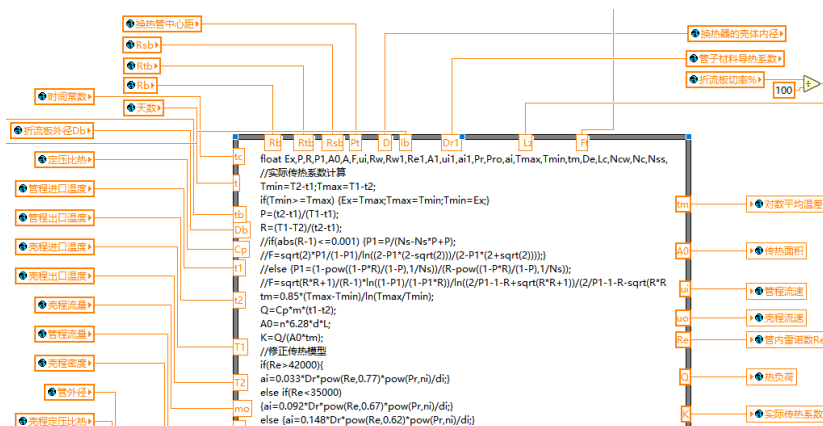 换热管中心距
Rsb
Rtb
Rb
时间常数
天数
折流板外径Db
定压比热
管程进口温度
管程出口温度
壳程进口温度
壳程出口温度
壳程流量
管程流量
壳程密度
管外径
壳程定压比热
换热器的壳体内径
管子材料导热系数
折流板切率%
100
÷
Rb
Rtb
Rsb
Pt
Di
lb
Dr1
Lz
Ft
tc
t
tb
Db
Cp
t1
t2
T1
T2
mo
float Ex,P,R,P1,A0,A,F,ui,Rw,Rw1,Re1,A1,ui1,ai1,Pr,Pro,ai,Tmax,Tmin,tm,De,Lc,Ncw,Nc,Nss,
//实际传热系数计算
Tmin=T2-t1;Tmax=T1-t2;
if(Tmin>=Tmax) {Ex=Tmax;Tmax=Tmin;Tmin=Ex;}
P=(t2-t1)/(T1-t1);
R=(T1-T2)/(t2-t1);
//if(abs(R-1)<=0.001) {P1=P/(Ns-Ns*P+P);
//F=sqrt(2)*P1/(1-P1)/ln((2-P1*(2-sqrt(2)))/(2-P1*(2+sqrt(2))));}
//else {P1=(1-pow((1-P*R)/(1-P),1/Ns))/(R-pow((1-P*R)/(1-P),1/Ns));
//F=sqrt(R*R+1)/(R-1)*ln((1-P1)/(1-P1*R))/ln((2/P1-1-R+sqrt(R*R+1))/(2/P1-1-R-sqrt(R*R
tm=0.85*(Tmax-Tmin)/ln(Tmax/Tmin);
Q=Cp*m*(t1-t2);
A0=n*6.28*d*L;
K=Q/(A0*tm);
//修正传热模型
if(Re>42000){
ai=0.033*Dr*pow(Re,0.77)*pow(Pr,ni)/di;}
else if(Re<35000)
{ai=0.092*Dr*pow(Re,0.67)*pow(Pr,ni)/di;}
else {ai=0.148*Dr*pow(Re,0.62)*pow(Pr,ni)/di;}
tm
A0
ui
uo
Re
Q
K
对数平均温差
传热面积
管程流速
壳程流速
管内雷诺数Re
热负荷
实际传热系数